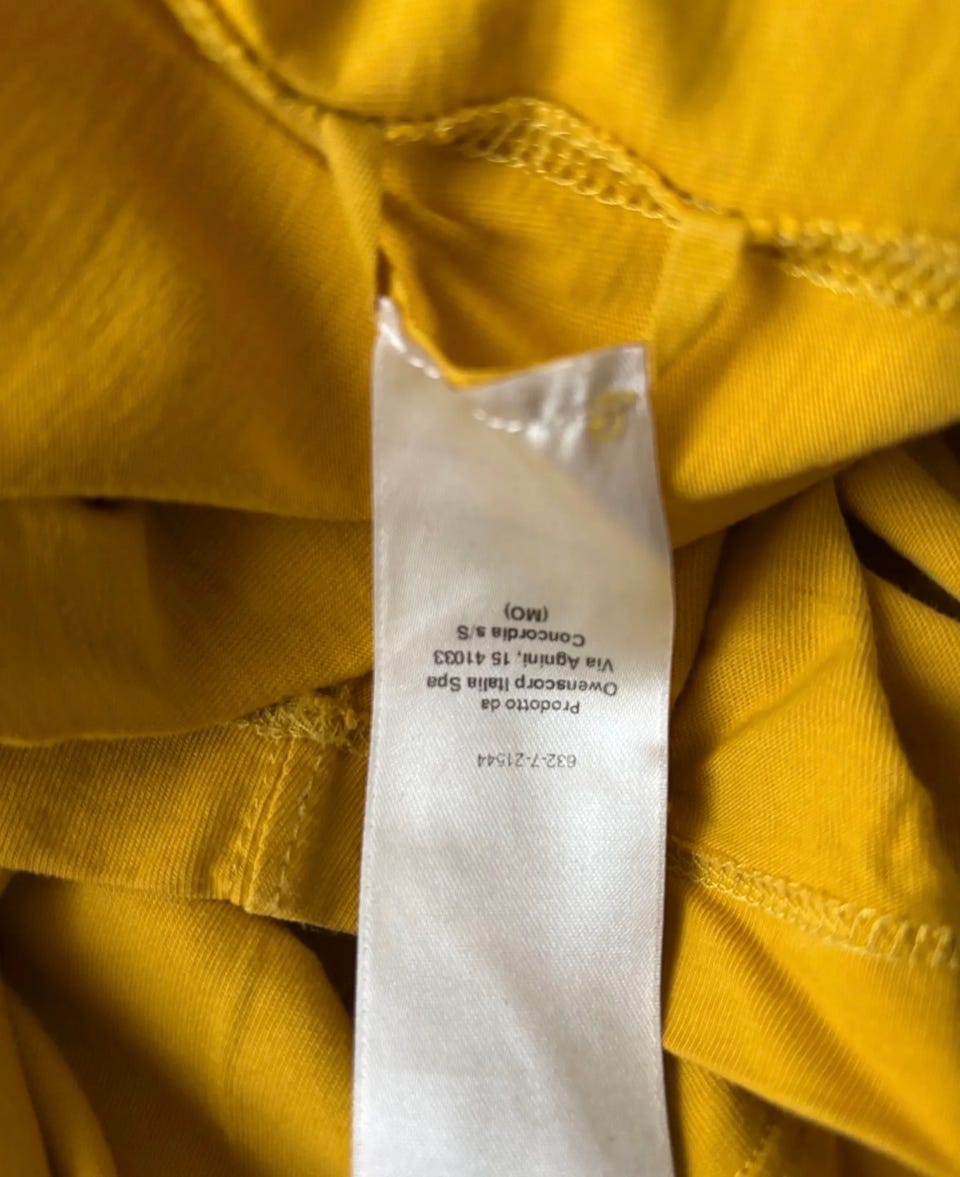 632-7-21544
Prodotto da
Owenscorp Italia Spa
Via Agnini, 15 41033
Concordia s/S
(MO)